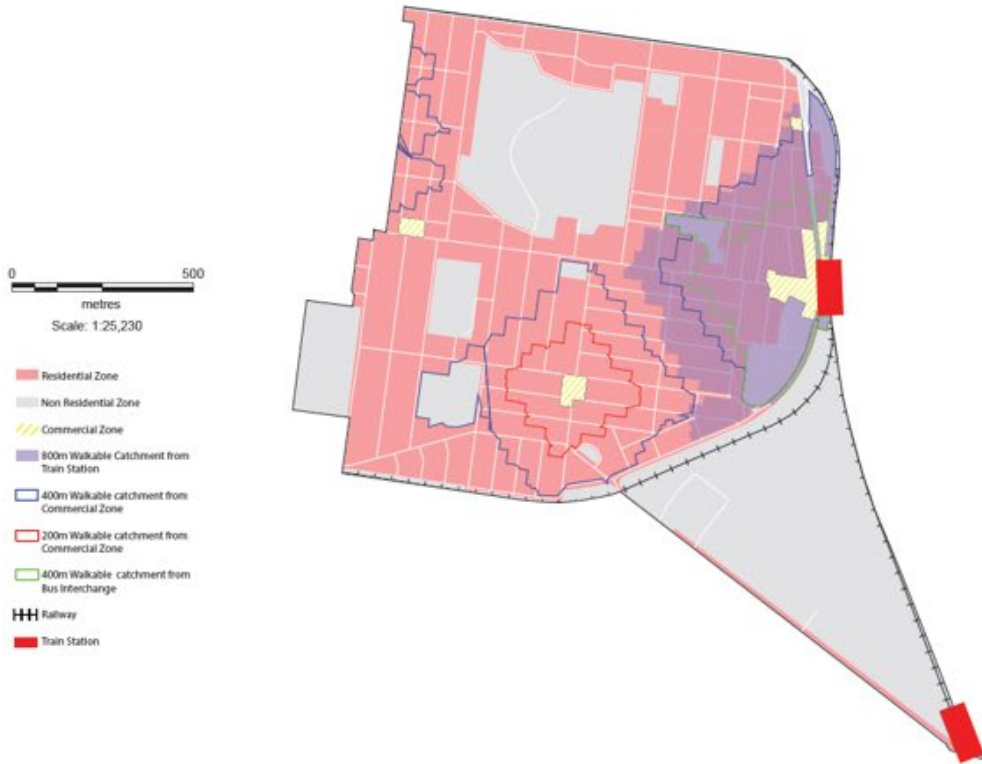 0 500
metres
Scale: 1:25,230
Residential Zone
Non Residential Zone
Commercial Zone
800m Walkable Catchment from
Train Station
400m Walkable catchment from
Commercial Zone
200m Walkable catchment from
Commercial Zone
400m Walkable catchment from
Bus Interchange
Railway
Train Station